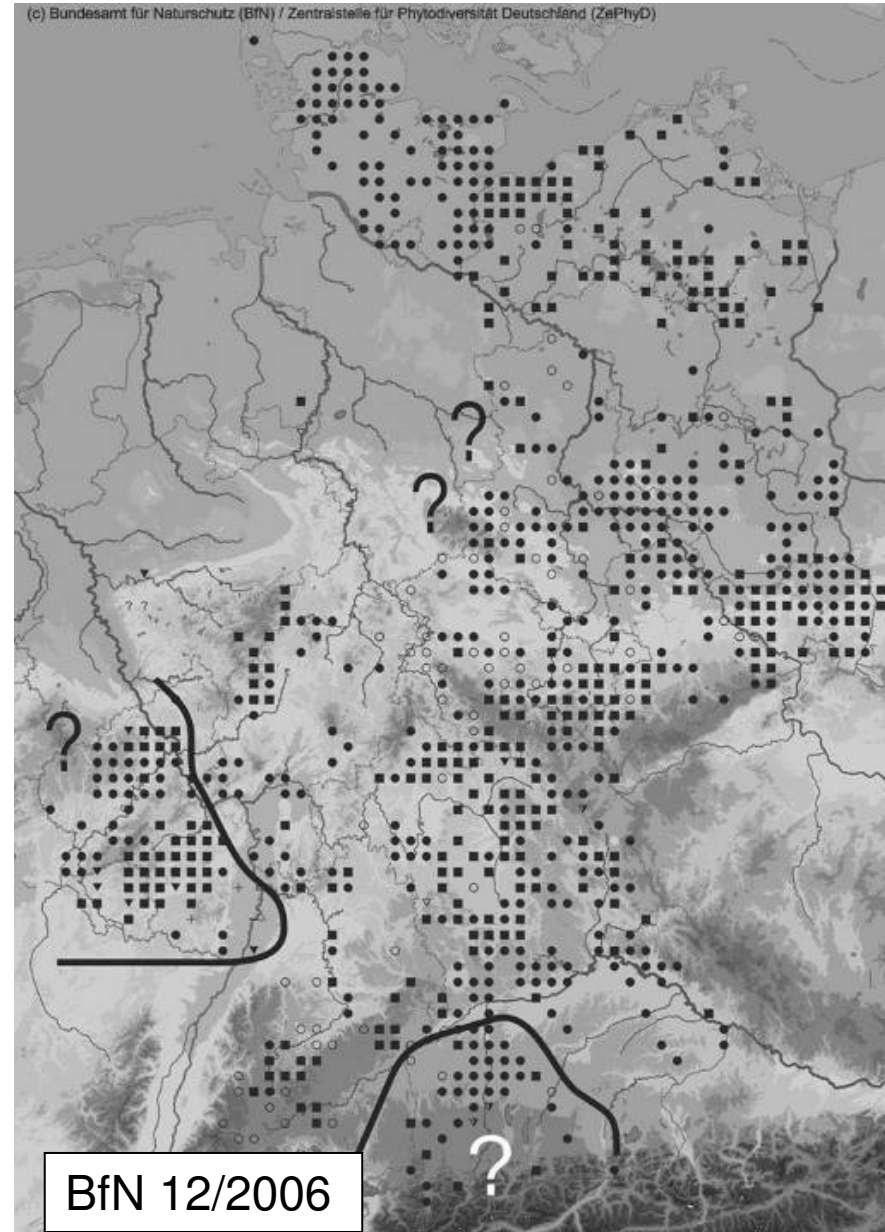 (c) Bundesamt für Naturschutz (BfN) / Zentralstelle für Phytodiversität Deutschland (ZePhyD)
?
?
? ?
?
?
BfN 12/2006